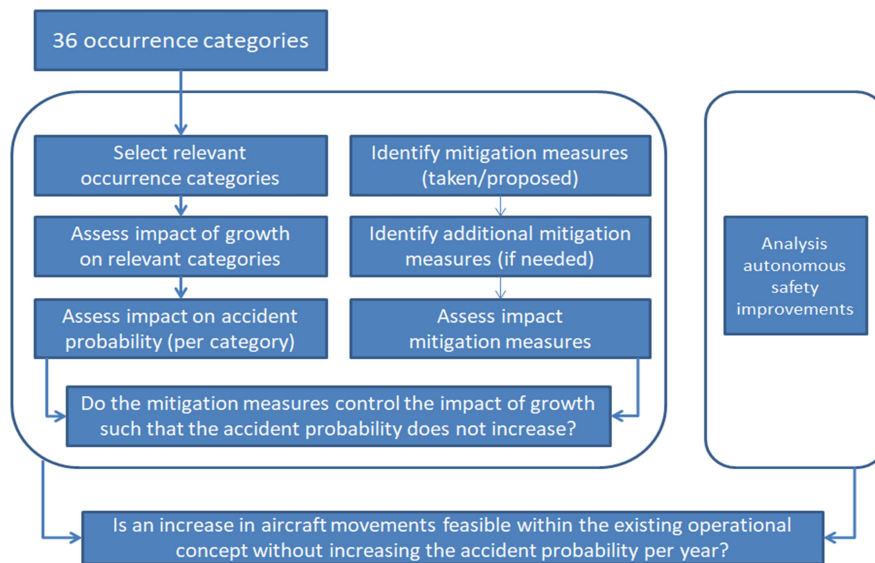 36 occurrence categories
Select relevant
occurrence categories
Identify mitigation measures
(taken/proposed)
Assess impact of growth
on relevant categories
Identify additional mitigation
measures (if needed)
Analysis
autonomous
safety
improvements
Assess impact on accident
probability (per category)
Assess impact
mitigation measures
Do the mitigation measures control the impact of growth
such that the accident probability does not increase?
Is an increase in aircraft movements feasible within the existing operational
concept without increasing the accident probability per year?